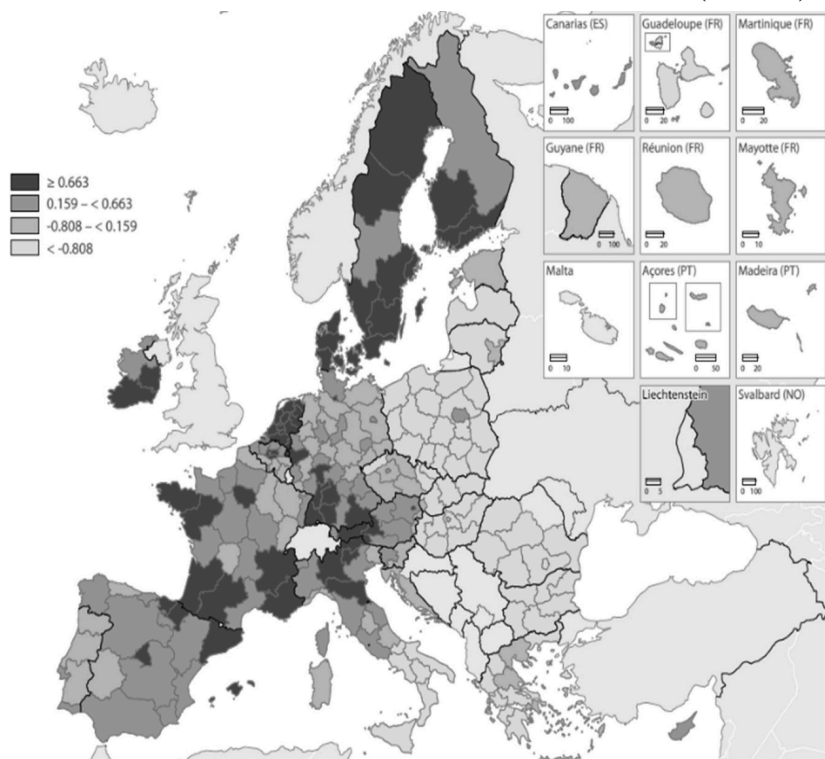 ≥ 0.663
0.159 – < 0.663
-0.808 – < 0.159
< -0.808
Canarias (ES)
0 100
Guadeloupe (FR)
0 20
Martinique (FR)
0 20
Guyane (FR)
0 100
Réunion (FR)
0 20
Mayotte (FR)
0 10
Malta
0 10
Açores (PT)
0 50
Madeira (PT)
0 20
Liechtenstein
0 5
Svalbard (NO)
0 100